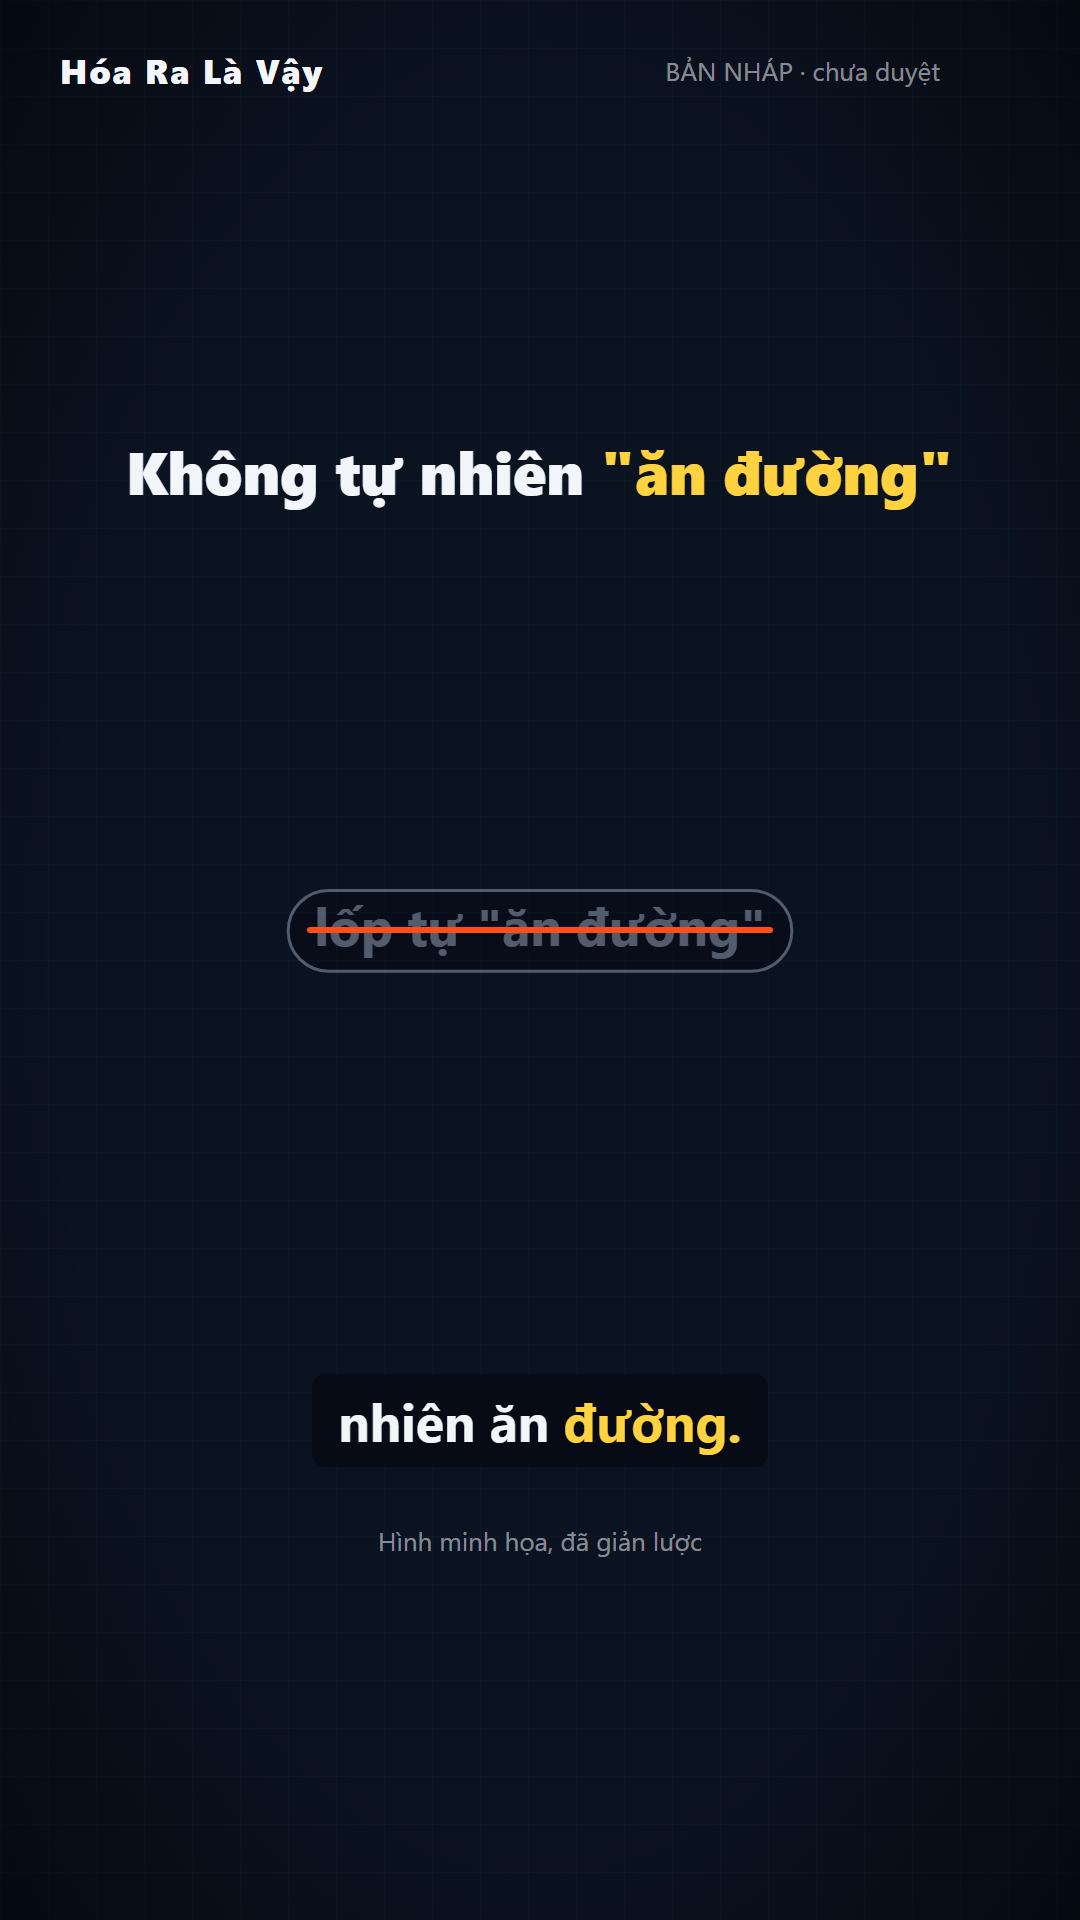 Hóa Ra Là Vậy
BẢN NHÁP · chưa duyệt
Không tự nhiên "ăn đường"
lốp tự "ăn đường"
nhiên ăn đường.
Hình minh họa, đã giản lược